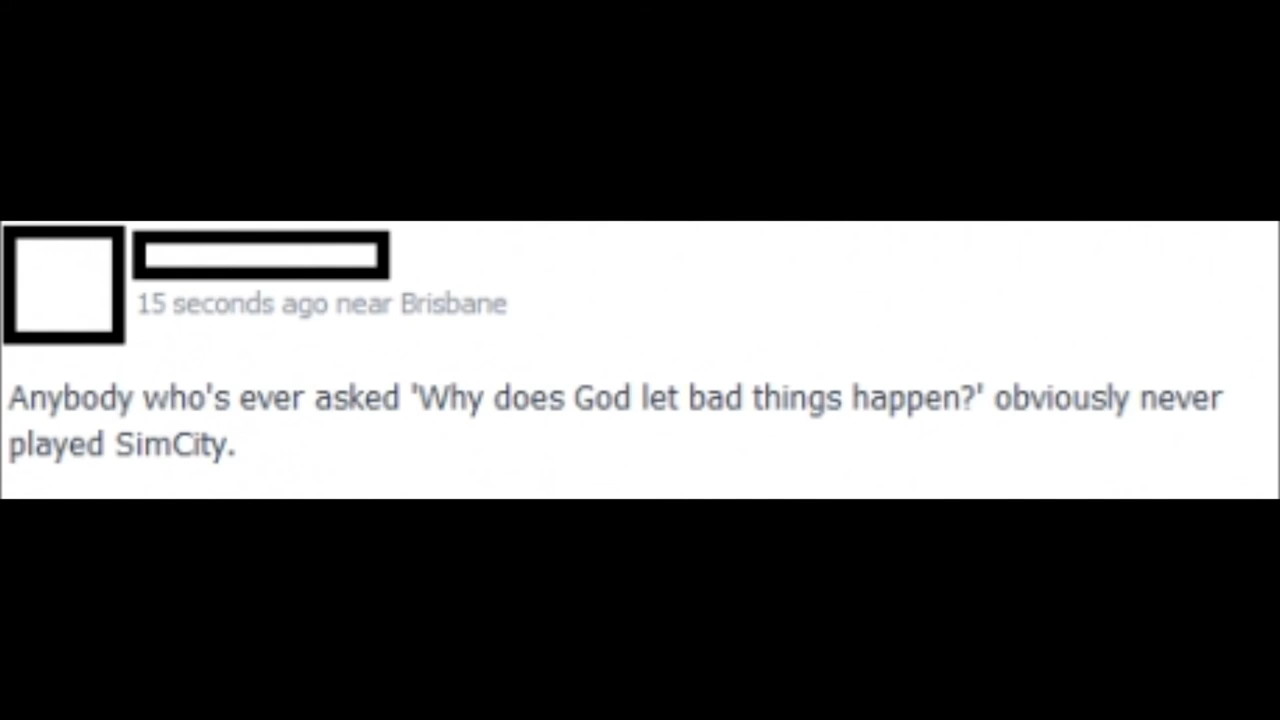 15 seconds ago near Brisbane
Anybody who's ever asked 'Why does God let bad things happen?' obviously never
played SimCity.